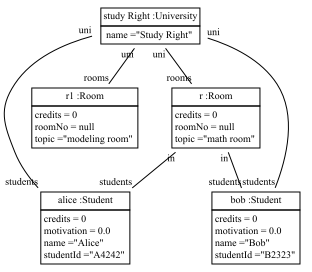 study Right :University
name ="Study Right"
uni
uni
uni
uni
rooms
rooms
r1 :Room
credits = 0
roomNo = null
topic ="modeling room"
r :Room
credits = 0
roomNo = null
topic ="math room"
in
in
students
students
students
students
alice :Student
credits = 0
motivation = 0.0
name ="Alice"
studentId ="A4242"
bob :Student
credits = 0
motivation = 0.0
name ="Bob"
studentId ="B2323"